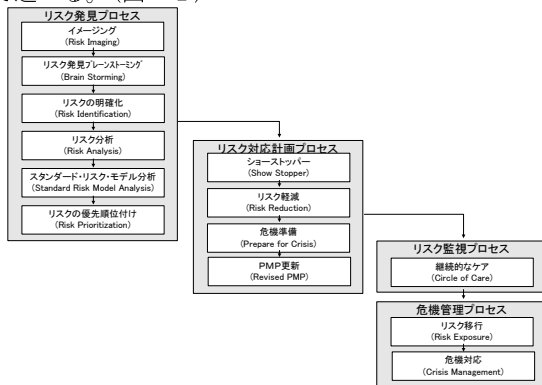 リスク発見プロセス
イメージング
(Risk Imaging)
リスク発見ブレーンストーミング
(Brain Storming)
リスクの明確化
(Risk Identification)
リスク分析
(Risk Analysis)
スタンダード・リスク・モデル分析
(Standard Risk Model Analysis)
リスクの優先順位付け
(Risk Prioritization)
リスク対応計画プロセス
ショーストッパー
(Show Stopper)
リスク軽減
(Risk Reduction)
危機準備
(Prepare for Crisis)
PMP更新
(Revised PMP)
リスク監視プロセス
継続的なケア
(Circle of Care)
危機管理プロセス
リスク移行
(Risk Exposure)
危機対応
(Crisis Management)